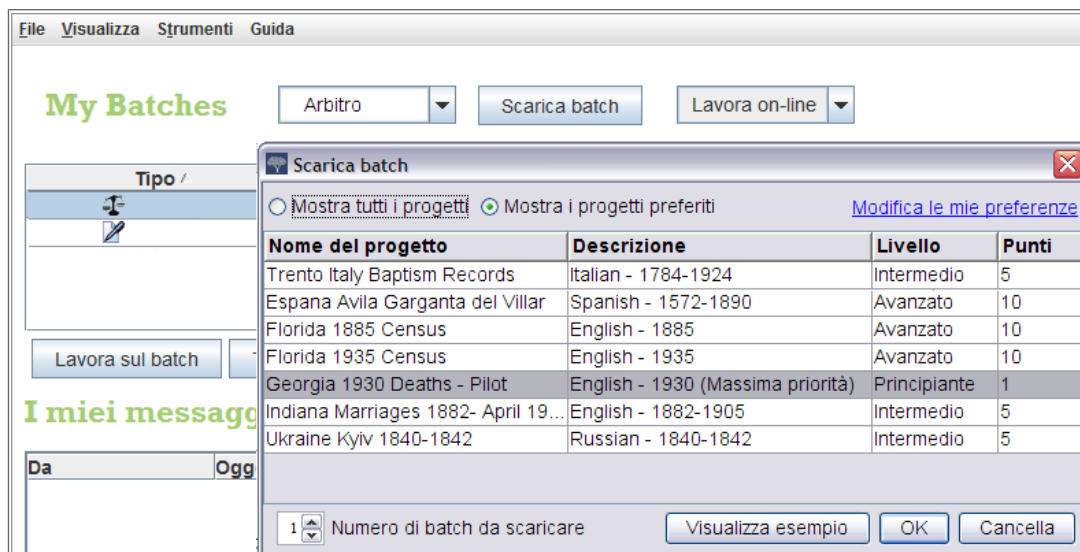 File Visualizza Strumenti Guida
My Batches Arbitro Scarica batch Lavora on-line
Tipo
Scarica batch
Mostra tutti i progetti Mostra i progetti preferiti Modifica le mie preferenze
Nome del progetto Descrizione Livello Punti
Trento Italy Baptism Records Italian - 1784-1924 Intermedio 5
Espana Avila Garganta del Villar Spanish - 1572-1890 Avanzato 10
Florida 1885 Census English - 1885 Avanzato 10
Florida 1935 Census English - 1935 Avanzato 10
Georgia 1930 Deaths - Pilot English - 1930 (Massima priorità) Principiante 1
Indiana Marriages 1882- April 19... English - 1882-1905 Intermedio 5
Ukraine Kyiv 1840-1842 Russian - 1840-1842 Intermedio 5
Lavora sul batch
I miei messagg
Da Ogg
1 Numero di batch da scaricare Visualizza esempio OK Cancella